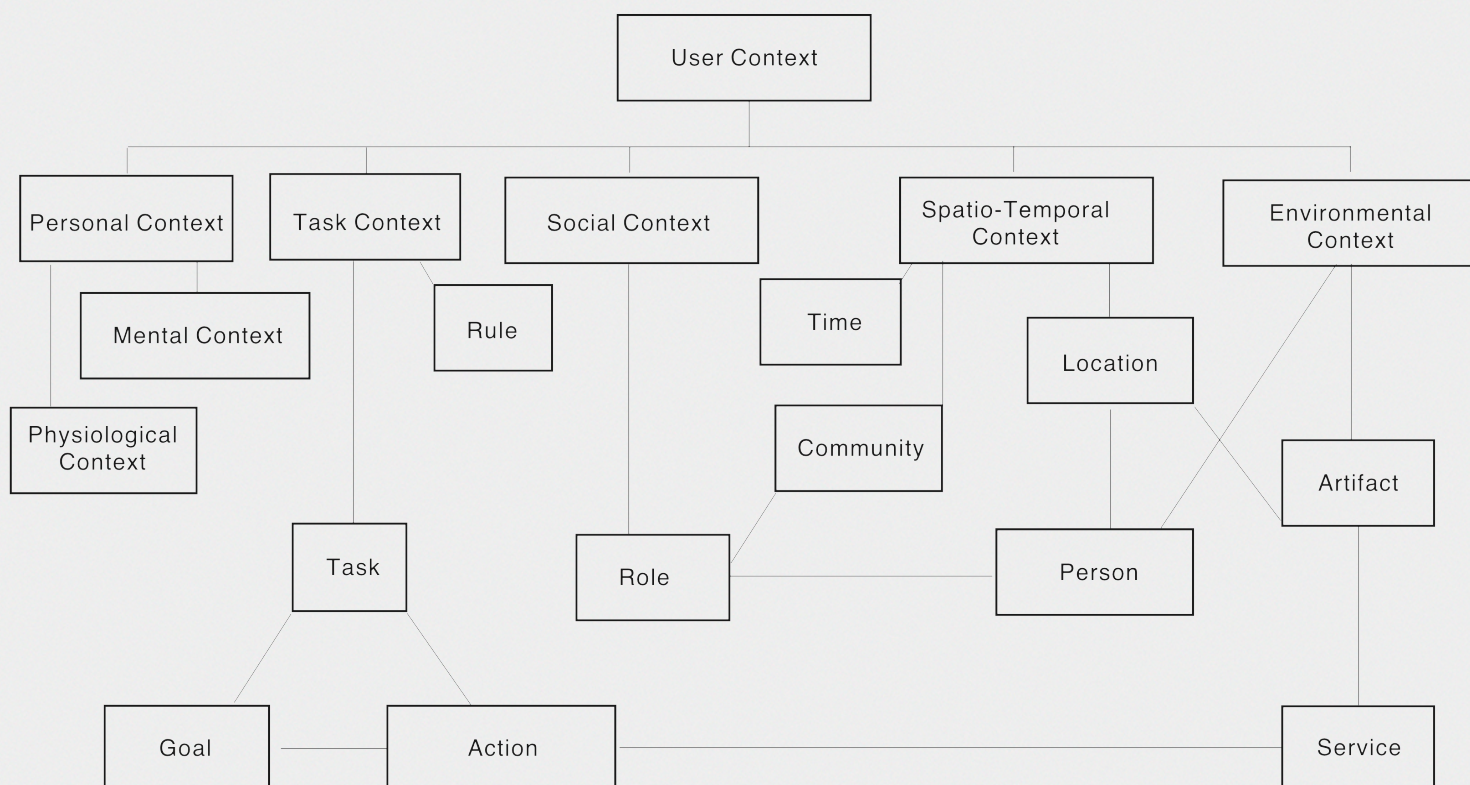 User Context
Personal Context
Task Context
Social Context
Spatio-Temporal
Context
Environmental
Context
Mental Context
Rule
Time
Location
Physiological
Context
Community
Artifact
Task
Role
Person
Goal
Action
Service